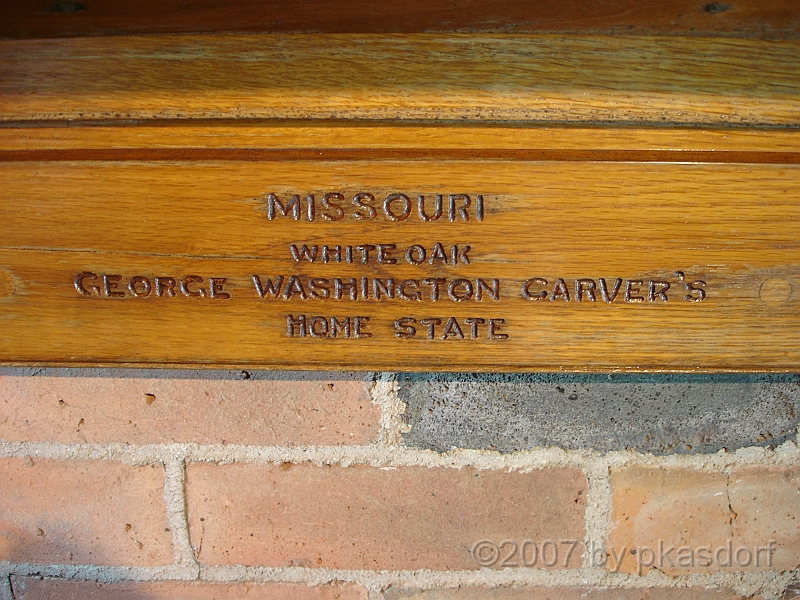 MISSOURI
WHITE OAK
GEORGE WASHINGTON CARVER'S
HOME STATE
©2007 by pkasdorf